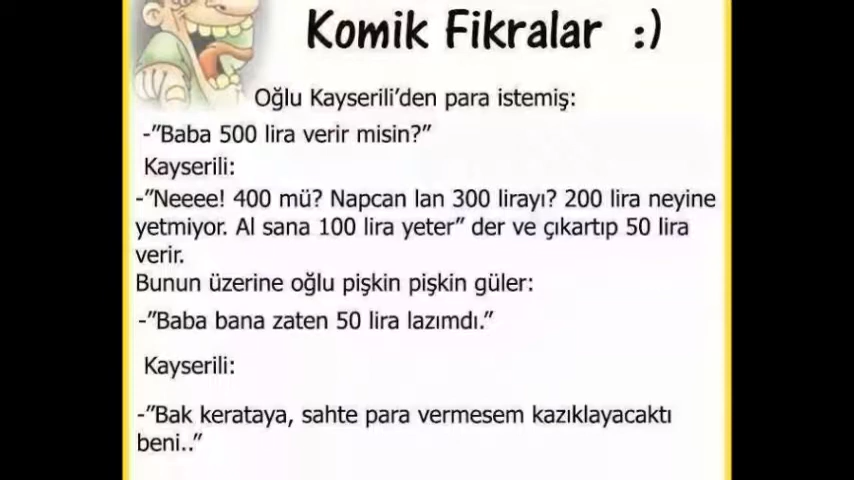 Komik Fikralar :)
Oğlu Kayserili’den para istemiş:
-”Baba 500 lira verir misin?”
Kayserili:
-”Neeee! 400 mü? Napcan lan 300 lirayı? 200 lira neyine
yetmiyor. Al sana 100 lira yeter” der ve çıkartıp 50 lira
verir.
Bunun üzerine oğlu pişkin pişkin güler:
-”Baba bana zaten 50 lira lazımdı.”
Kayserili:
-”Bak kerataya, sahte para vermesem kazıklayacaktı
beni..”